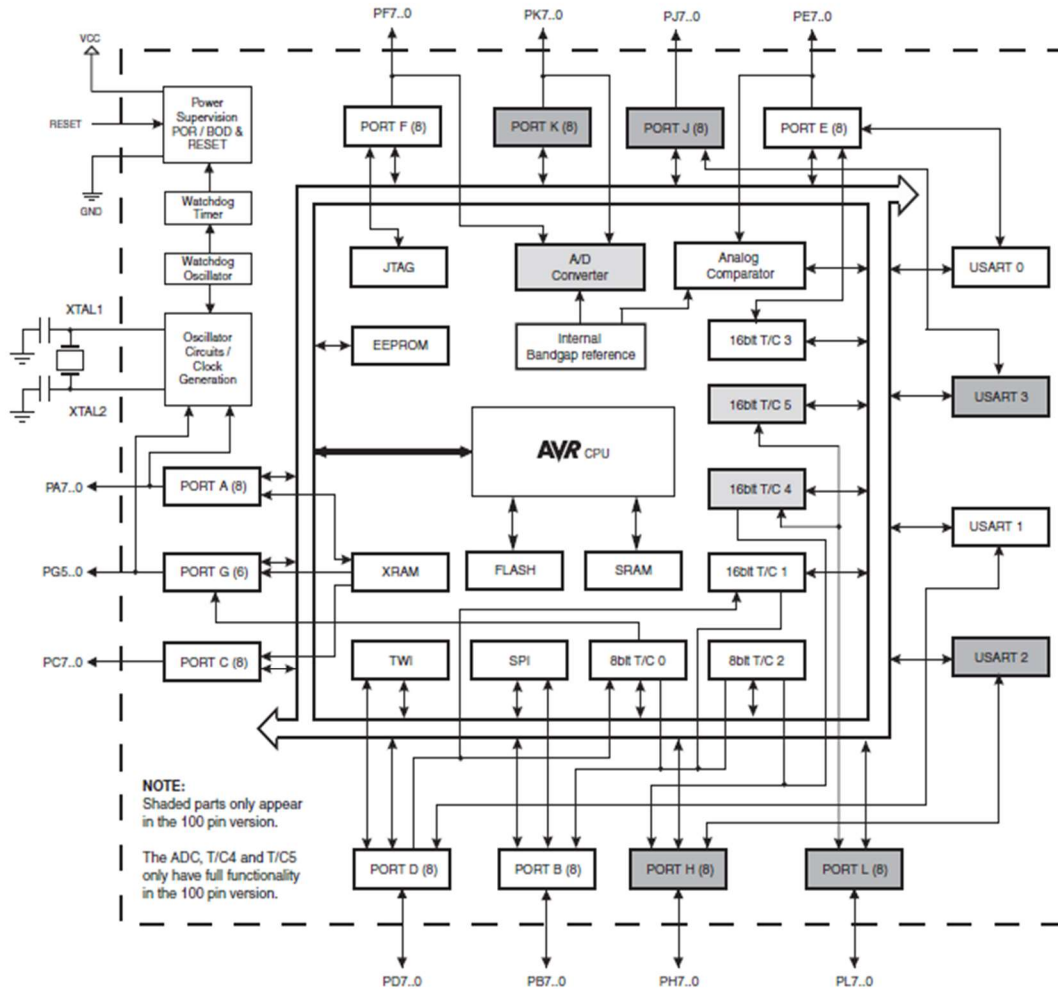 PF7..0
PK7..0
PJ7..0
PE7..0
VCC
RESET
GND
Power
Supervision
POR / BOD &
RESET
PORT F (8)
PORT K (8)
PORT J (8)
PORT E (8)
Watchdog
Timer
Watchdog
Oscillator
JTAG
A/D
Converter
Analog
Comparator
USART 0
XTAL1
XTAL2
Oscillator
Circuits /
Clock
Generation
EEPROM
Internal
Bandgap reference
16bit T/C 3
16bit T/C 5
USART 3
AVR CPU
PA7..0
PORT A (8)
16bit T/C 4
USART 1
PG5..0
PORT G (6)
XRAM
FLASH
SRAM
16bit T/C 1
PC7..0
PORT C (8)
TWI
SPI
8bit T/C 0
8bit T/C 2
USART 2
NOTE:
Shaded parts only appear
in the 100 pin version.
The ADC, T/C4 and T/C5
only have full functionality
in the 100 pin version.
PORT D (8)
PORT B (8)
PORT H (8)
PORT L (8)
PD7..0
PB7..0
PH7..0
PL7..0